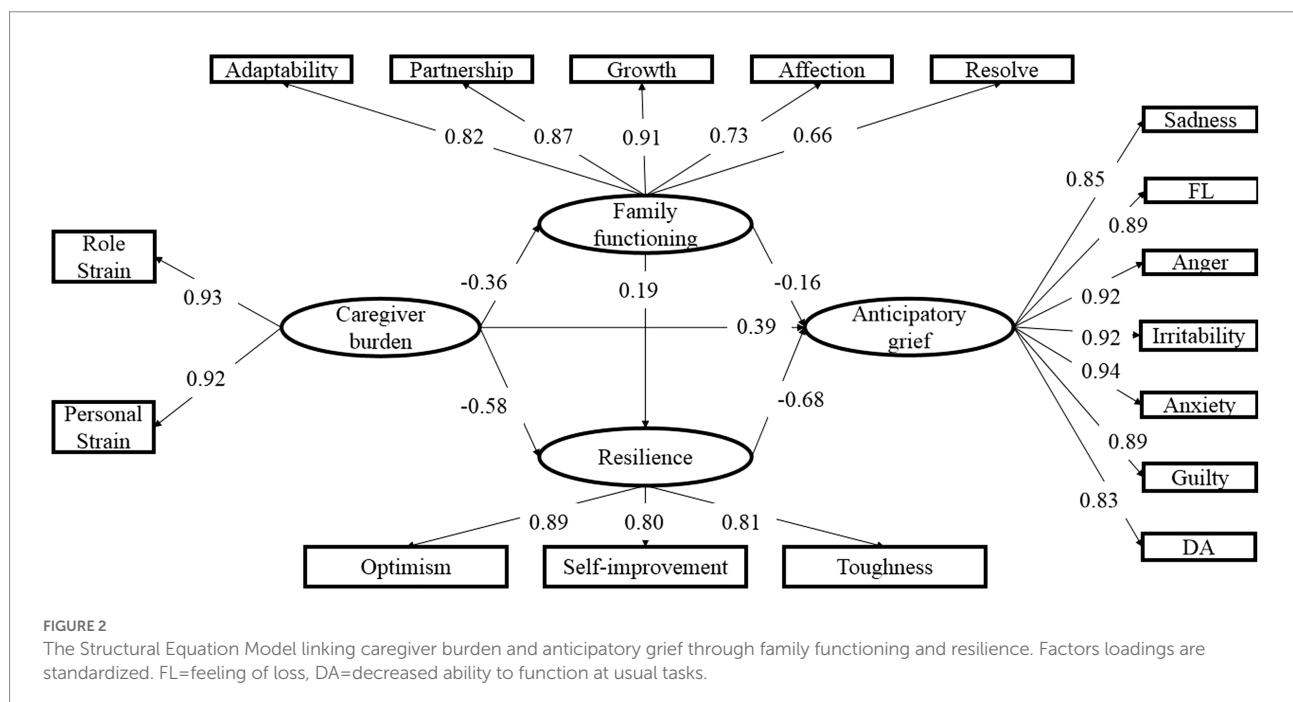 Adaptability
Partnership
Growth
Affection
Resolve
0.82
0.87
0.91
0.73
0.66
Sadness
FL
Anger
Irritability
Anxiety
Guilty
DA
0.85
0.89
0.92
0.92
0.94
0.89
0.83
Family
functioning
Role
Strain
Personal
Strain
0.93
0.92
Caregiver
burden
-0.36
0.19
-0.16
0.39
-0.58
-0.68
Anticipatory
grief
Resilience
0.89
0.80
0.81
Optimism
Self-improvement
Toughness
FIGURE 2
The Structural Equation Model linking caregiver burden and anticipatory grief through family functioning and resilience. Factors loadings are
standardized. FL=feeling of loss, DA=decreased ability to function at usual tasks.